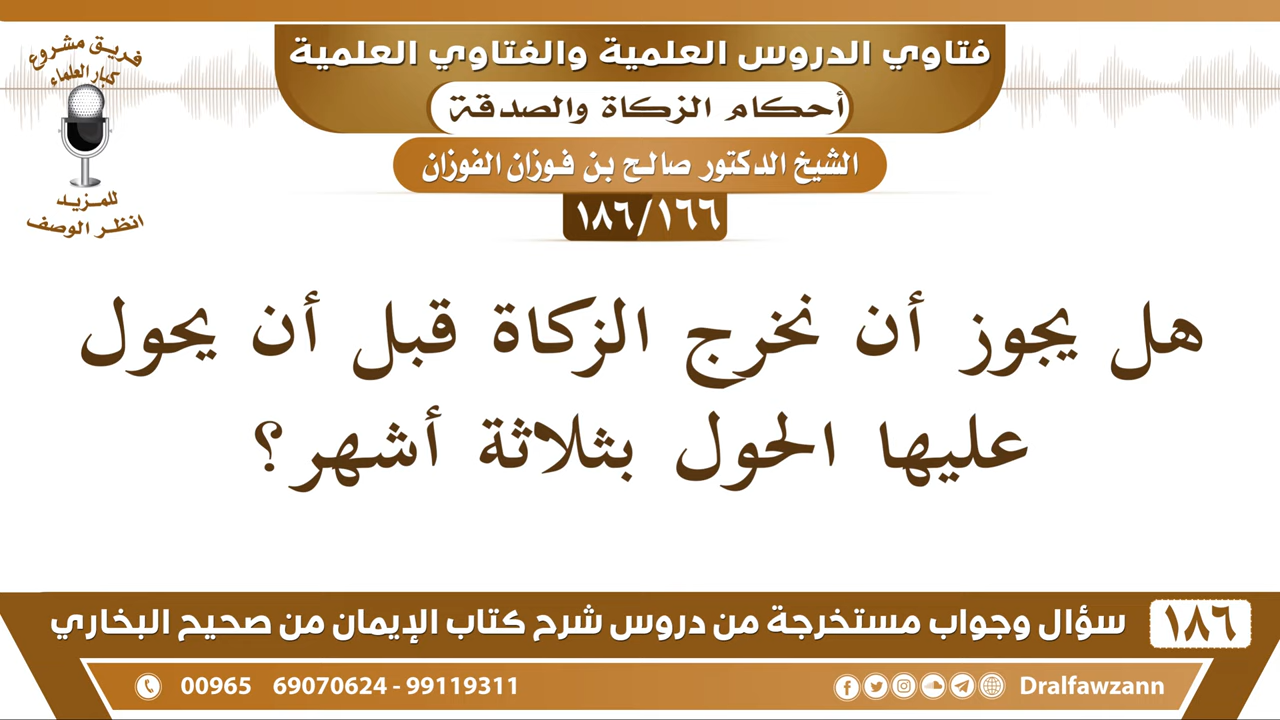 فتاوي الدروس العلمية والفتاوي العلمية
أحكام الزكاة والصدقة
الشيخ الدكتور صالح بن فوزان الفوزان
١٨٦/١٦٦
فريق مشروع
كبار العلماء
للمزيد
انظر الوصف
هل يجوز أن نخرج الزكاة قبل أن يحول
عليها الحول بثلاثة أشهر؟
١٨٦ سؤال وجواب مستخرجة من دروس شرح كتاب الإيمان من صحيح البخاري
00965 69070624 - 99119311
Dralfawzann